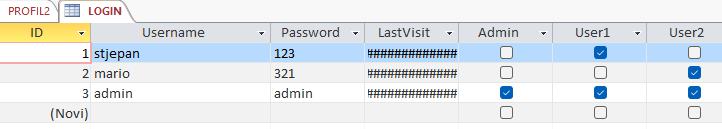 PROFIL2 LOGIN
ID Username Password LastVisit Admin User1 User2
1 stjepan 123 #############
2 mario 321 #############
3 admin admin #############
(Novi)